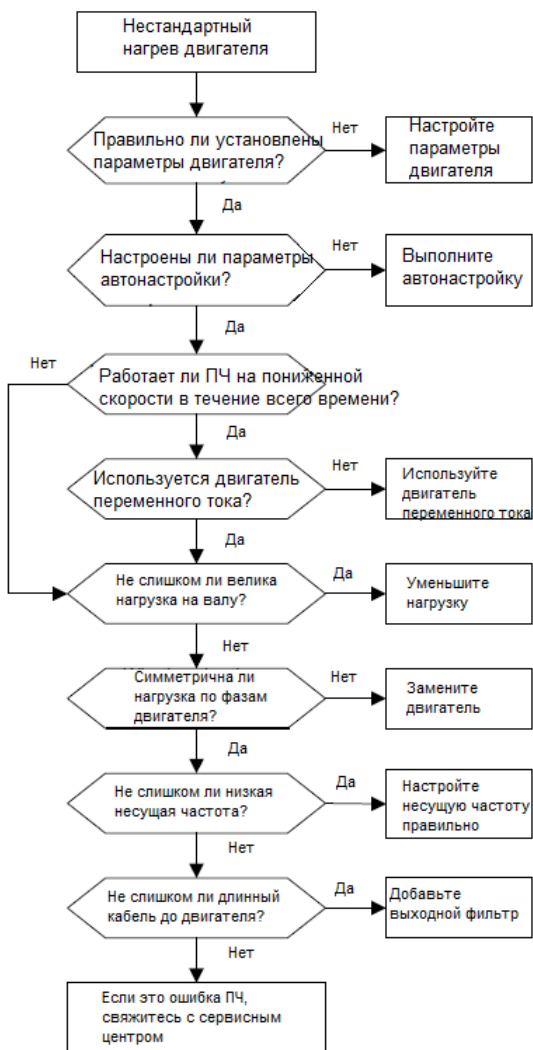 Нестандартный
нагрев двигателя
Правильно ли установлены
параметры двигателя?
Нет
Настройте
параметры
двигателя
Да
Настроены ли параметры
автонастройки?
Нет
Выполните
автонастройку
Да
Нет
Работает ли ПЧ на пониженной
скорости в течение всего времени?
Да
Используется двигатель
переменного тока?
Нет
Используйте
двигатель
переменного тока
Да
Не слишком ли велика
нагрузка на валу?
Да
Уменьшите
нагрузку
Нет
Симметрична ли
нагрузка по фазам
двигателя?
Нет
Замените
двигатель
Да
Не слишком ли низкая
несущая частота?
Да
Настройте
несущую частоту
правильно
Нет
Не слишком ли длинный
кабель до двигателя?
Да
Добавьте
выходной фильтр
Нет
Если это ошибка ПЧ,
свяжитесь с сервисным
центром